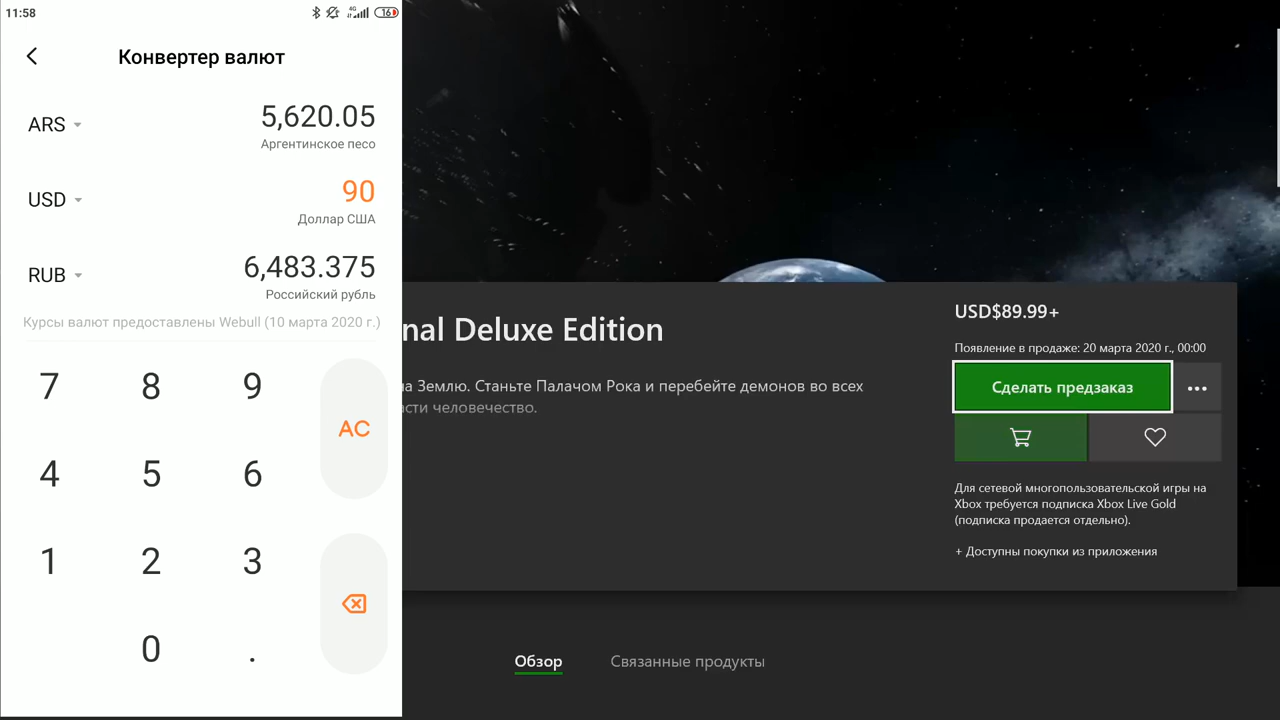 11:58
4G
16
Конвертер валют
ARS
5,620.05
Аргентинское песо
USD
90
Доллар США
RUB
6,483.375
Российский рубль
Курсы валют предоставлены Webull (10 марта 2020 г.)
7 8 9
AC
4 5 6
1 2 3
0 .
nal Deluxe Edition
на Землю. Станьте Палачом Рока и перебейте демонов во всех
асти человечество.
USD$89.99+
Появление в продаже: 20 марта 2020 г., 00:00
Сделать предзаказ
Для сетевой многопользовательской игры на
Xbox требуется подписка Xbox Live Gold
(подписка продается отдельно).
+ Доступны покупки из приложения
Обзор
Связанные продукты